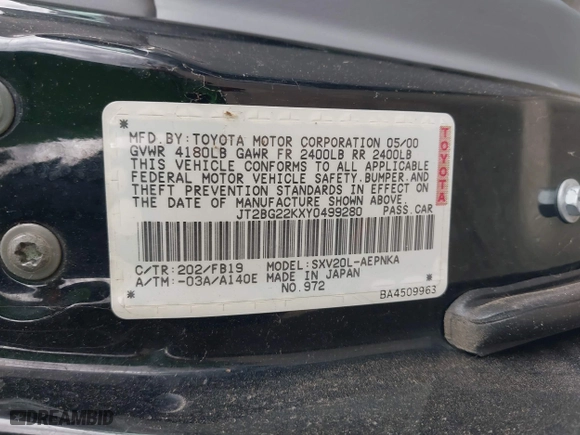 MFD. BY: TOYOTA MOTOR CORPORATION 05/00
GVWR 4180LB GAWR FR 2400LB RR 2400LB
THIS VEHICLE CONFORMS TO ALL APPLICABLE
FEDERAL MOTOR VEHICLE SAFETY, BUMPER, AND
THEFT PREVENTION STANDARDS IN EFFECT ON
THE DATE OF MANUFACTURE SHOWN ABOVE.
JT2BG22KXY0499280 PASS. CAR
TOYOTA
C/TR: 202/FB19 MODEL: SXV20L-AEPNKA
A/TM: -03A/A140E MADE IN JAPAN
NO. 972
BA4509963
DREAMBID